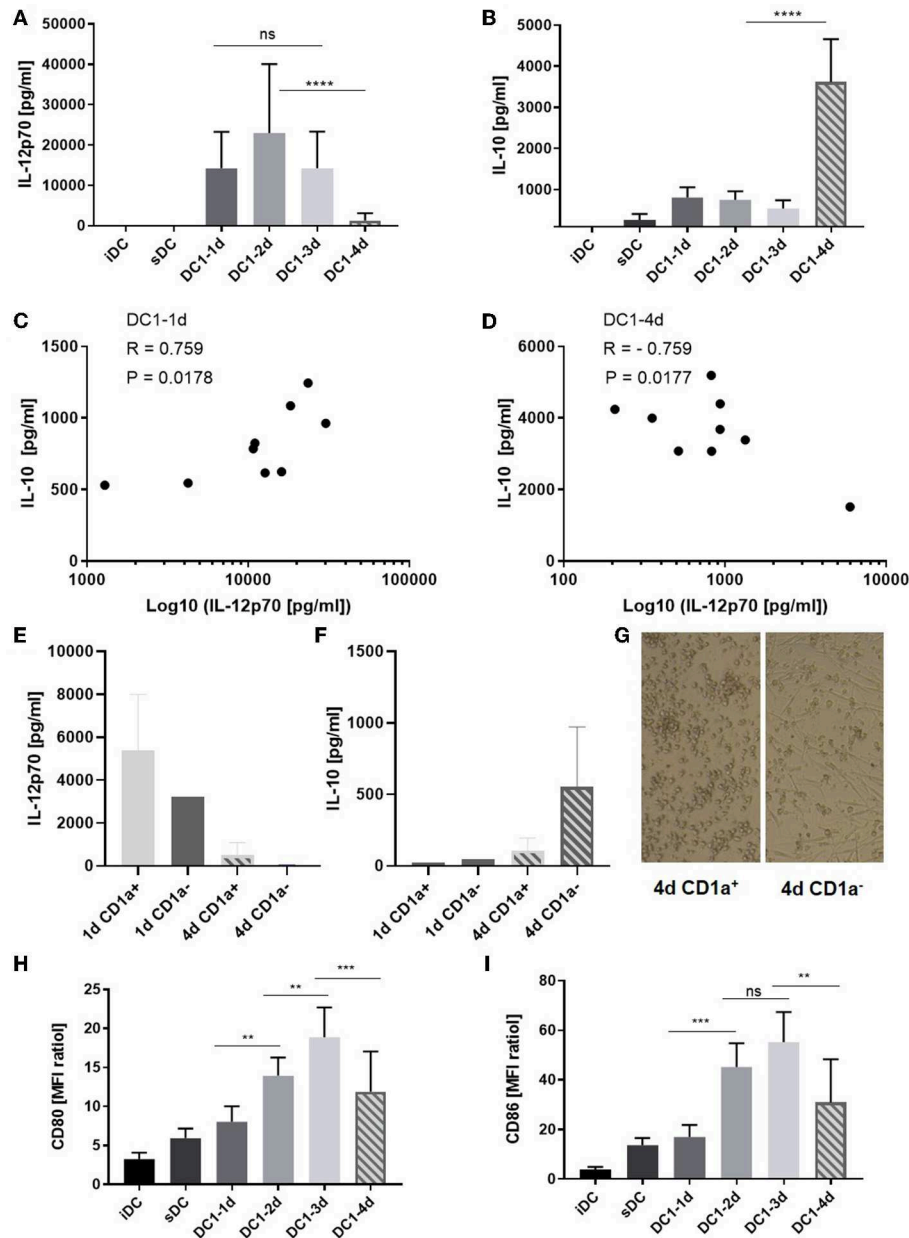 A
ns
****
IL-12p70 [pg/ml]
50000
40000
30000
20000
10000
0
iDC
sDC
DC1-1d
DC1-2d
DC1-3d
DC1-4d
B
****
IL-10 [pg/ml]
5000
4000
3000
2000
1000
iDC
sDC
DC1-1d
DC1-2d
DC1-3d
DC1-4d
C
DC1-1d
R = 0.759
P = 0.0178
IL-10 [pg/ml]
1500
1000
500
0
1000
10000
100000
Log10 (IL-12p70 [pg/ml])
D
DC1-4d
R = - 0.759
P = 0.0177
IL-10 [pg/ml]
6000
4000
2000
0
100
1000
10000
Log10 (IL-12p70 [pg/ml])
E
IL-12p70 [pg/ml]
10000
8000
6000
4000
2000
0
1d CD1a+
1d CD1a-
4d CD1a+
4d CD1a-
F
IL-10 [pg/ml]
1500
1000
500
0
1d CD1a+
1d CD1a-
4d CD1a+
4d CD1a-
G
4d CD1a+
4d CD1a-
H
***
**
**
CD80 [MFI ratiol]
25
20
15
10
5
0
iDC
sDC
DC1-1d
DC1-2d
DC1-3d
DC1-4d
I
**
ns
***
CD86 [MFI ratiol]
80
60
40
20
0
iDC
sDC
DC1-1d
DC1-2d
DC1-3d
DC1-4d